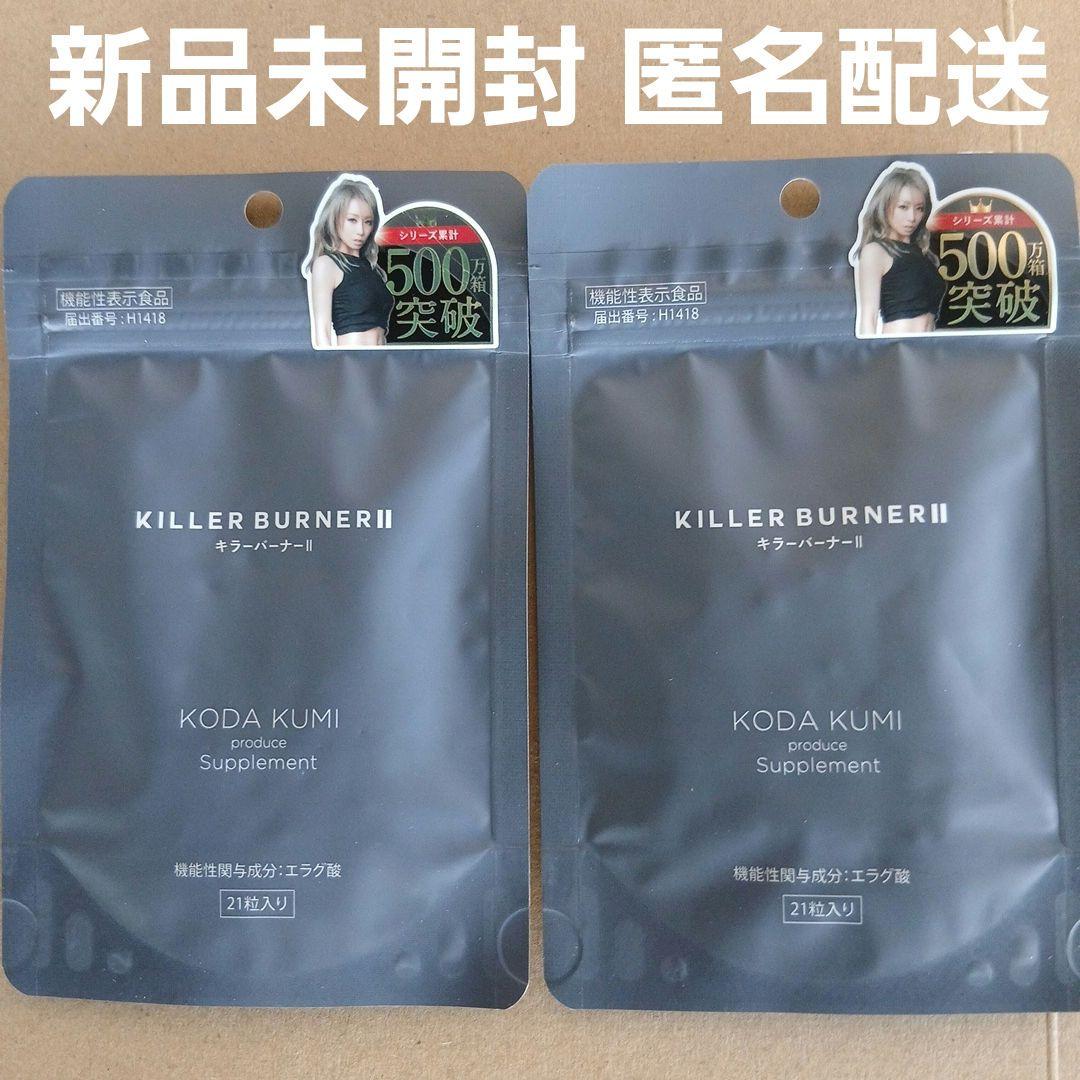 新品未開封 匿名配送
シリーズ累計
500万箱
突破
機能性表示食品
届出番号:H1418
KILLER BURNERⅡ
キラーバーナーⅡ
KODA KUMI
produce
Supplement
機能性関与成分:エラグ酸
21粒入り
シリーズ累計
500万箱
突破
機能性表示食品
届出番号:H1418
KILLER BURNERⅡ
キラーバーナーⅡ
KODA KUMI
produce
Supplement
機能性関与成分:エラグ酸
21粒入り